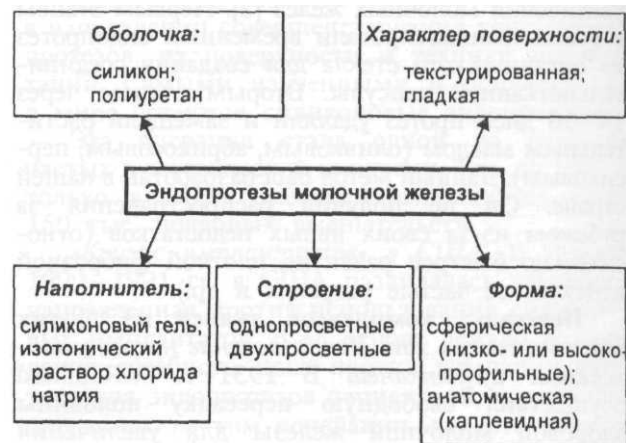 Оболочка:
силикон;
полиуретан
Характер поверхности:
текстурированная;
гладкая
Эндопротезы молочной железы
Наполнитель:
силиконовый гель;
изотонический
раствор хлорида
натрия
Строение:
однопросветные
двухпросветные
Форма:
сферическая
(низко- или высоко-
профильные);
анатомическая
(каплевидная)